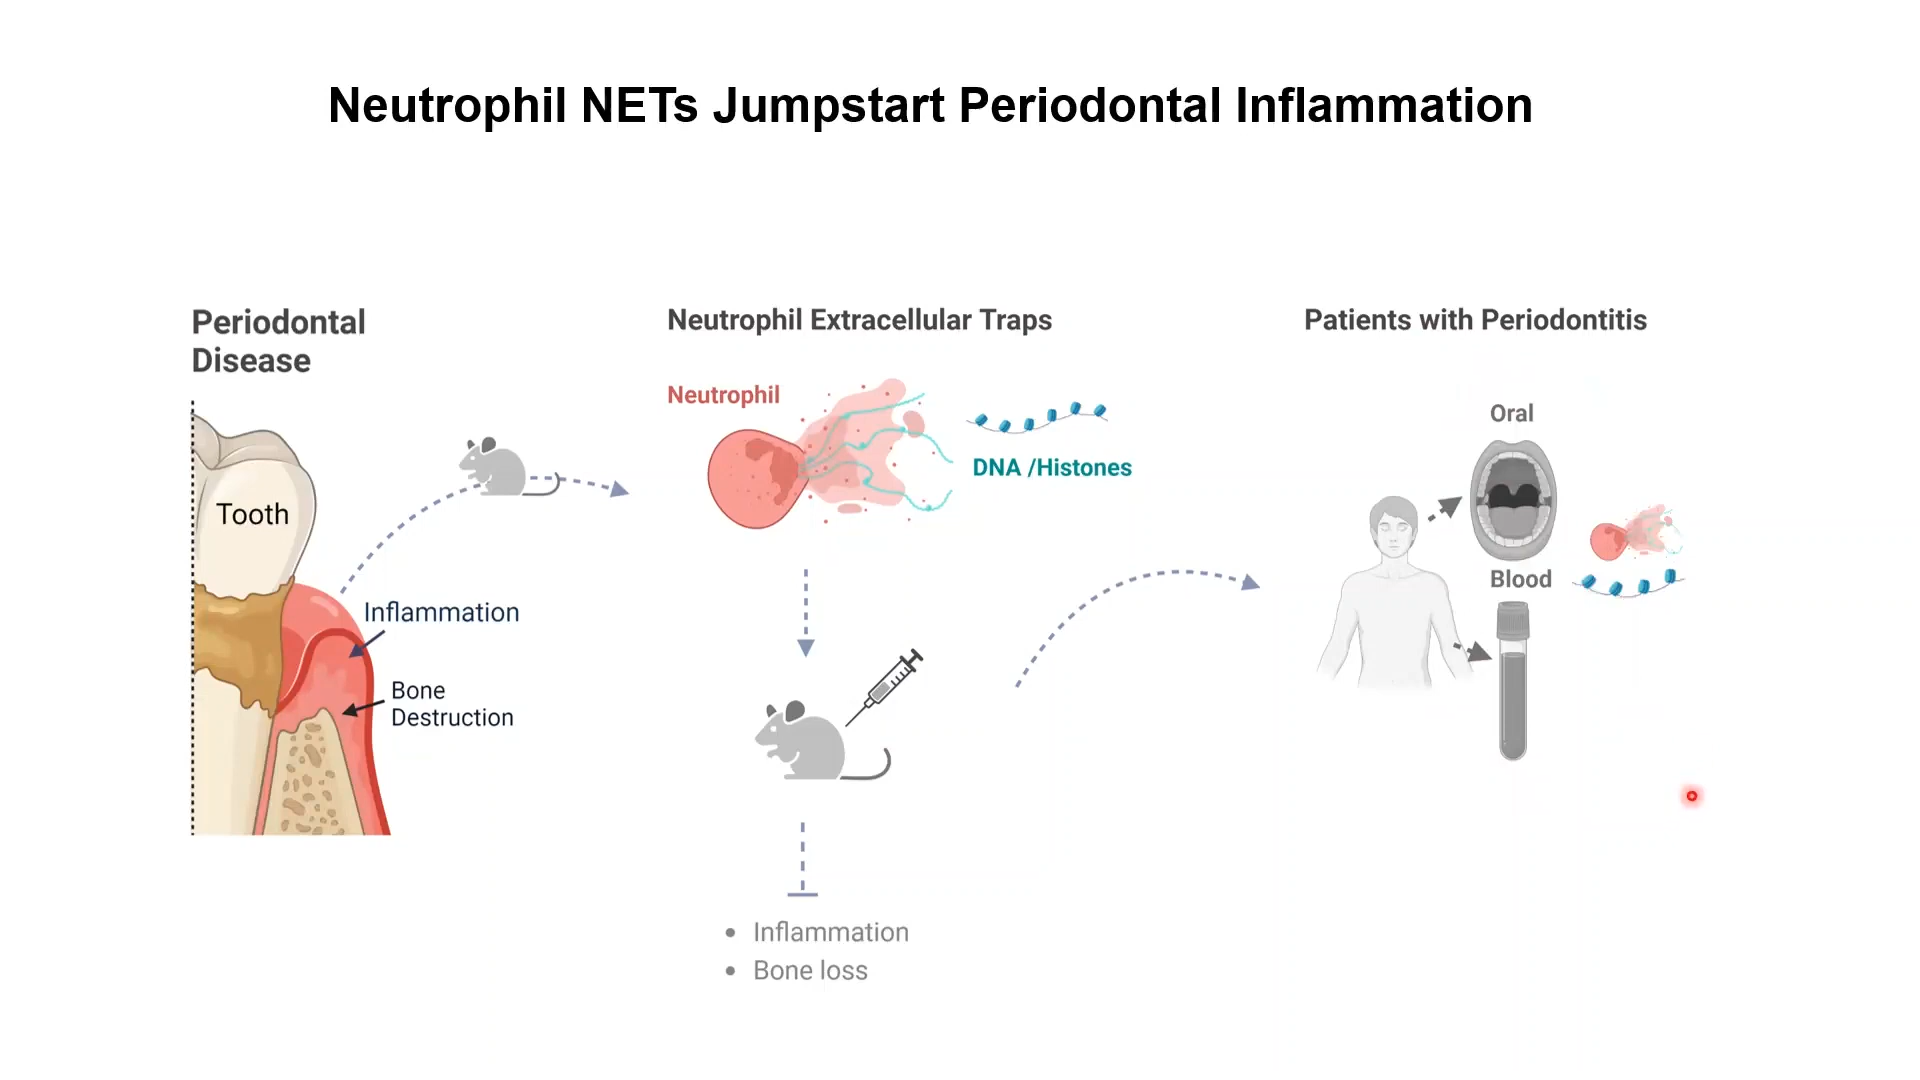 Neutrophil NETs Jumpstart Periodontal Inflammation
Periodontal
Disease
Tooth
Inflammation
Bone
Destruction
Neutrophil Extracellular Traps
Neutrophil
DNA /Histones
• Inflammation
• Bone loss
Patients with Periodontitis
Oral
Blood